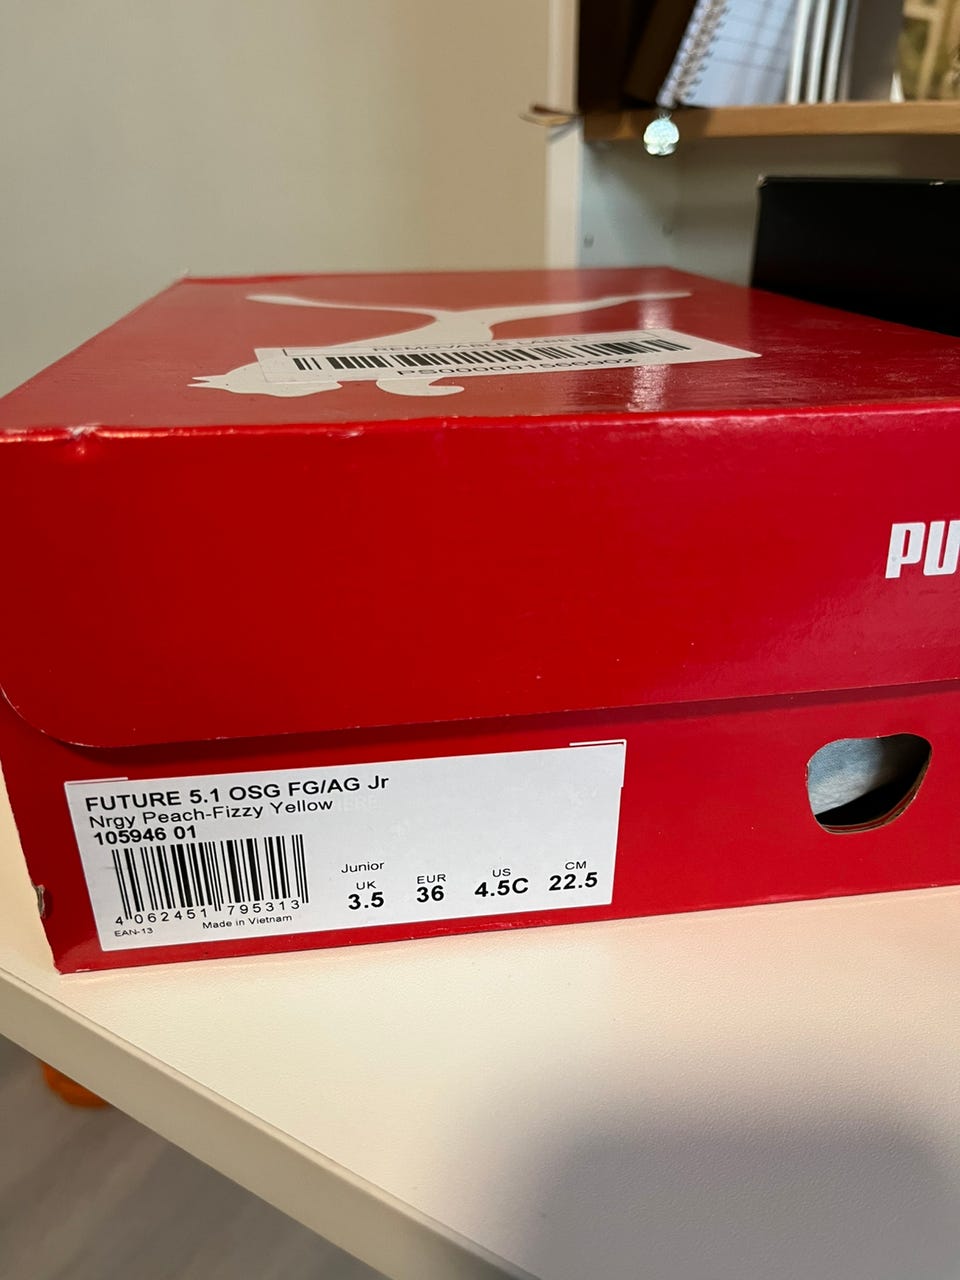 REMOVABLE LABEL
PU
FUTURE 5.1 OSG FG/AG Jr
Nrgy Peach-Fizzy Yellow
105946 01
4 062451 795313
EAN-13
Made in Vietnam
Junior
UK EUR US CM
3.5 36 4.5C 22.5